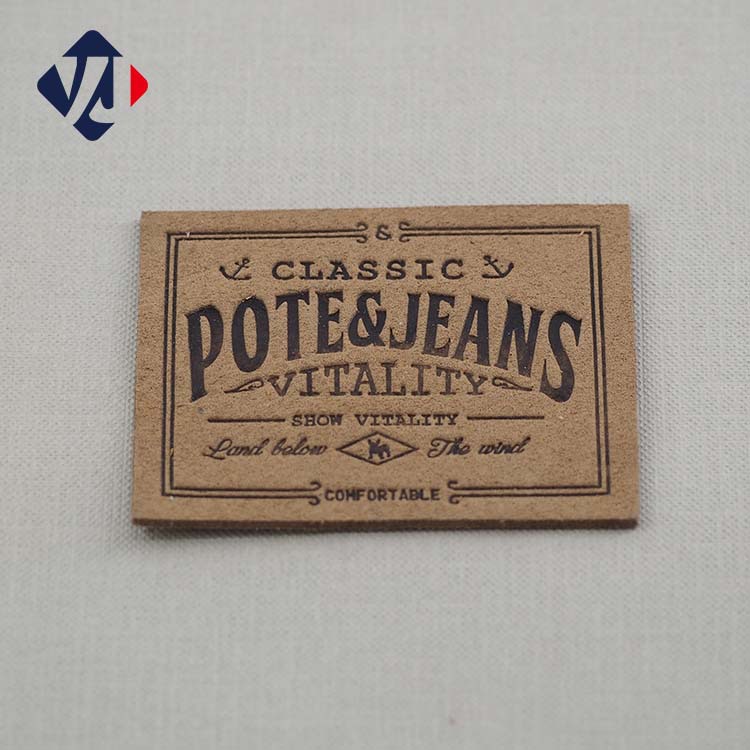 &
CLASSIC
POTE&JEANS
VITALITY
SHOW VITALITY
Land below The wind
COMFORTABLE